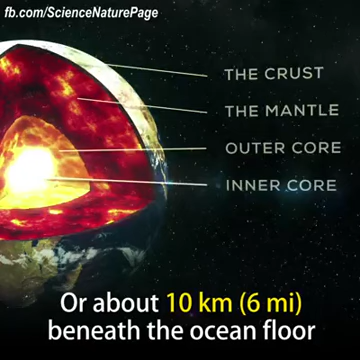 fb.com/ScienceNaturePage
THE CRUST
THE MANTLE
OUTER CORE
INNER CORE
Or about 10 km (6 mi)
beneath the ocean floor